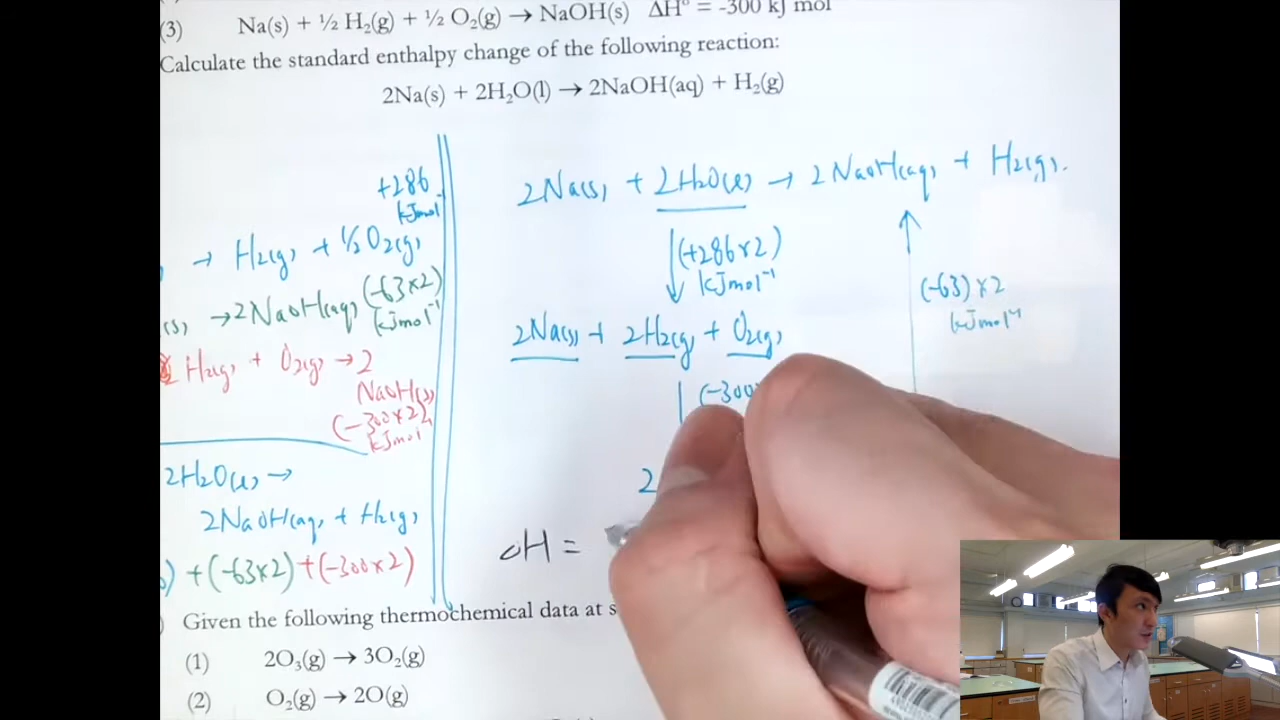 (3) Na(s) + ½ H₂(g) + ½ O₂(g) → NaOH(s) ΔH° = -300 kJ mol
Calculate the standard enthalpy change of the following reaction:
2Na(s) + 2H₂O(l) → 2NaOH(aq) + H₂(g)
+286
kJmol
→ H₂(g) + ½O₂(g)
(s) → 2NaOH(aq) (-63×2)
kJmol⁻¹
H₂(g) + O₂(g) → 2
NaOH(s)
(-300×2)
kJmol⁻¹
2H₂O(l) →
2NaOH(aq) + H₂(g)
) + (-63×2) + (-300×2)
2Na(s) + 2H₂O(l) → 2NaOH(aq) + H₂(g).
(+286×2)
kJmol⁻¹
(-63)×2
kJmol⁻¹
2Na(s) + 2H₂(g) + O₂(g)
(-300
2
ΔH =
) Given the following thermochemical data at s
(1) 2O₃(g) → 3O₂(g)
(2) O₂(g) → 2O(g)